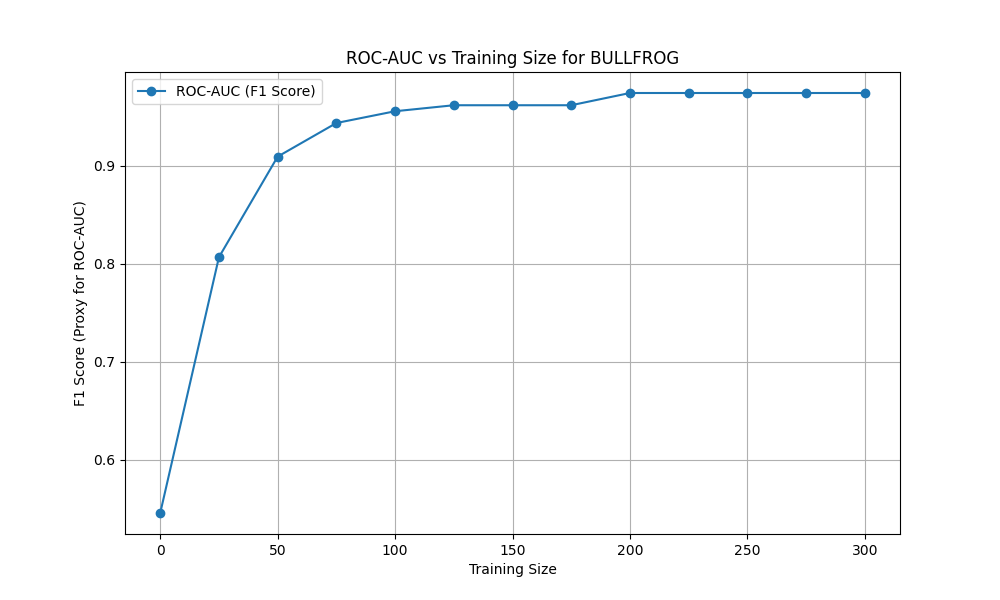 ROC-AUC vs Training Size for BULLFROG
ROC-AUC (F1 Score)
F1 Score (Proxy for ROC-AUC)
0.9
0.8
0.7
0.6
0 50 100 150 200 250 300
Training Size